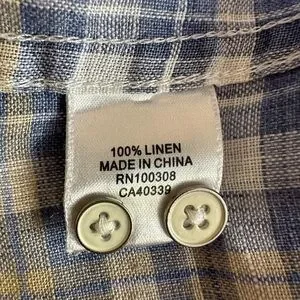 100% LINEN
MADE IN CHINA
RN100308
CA40339